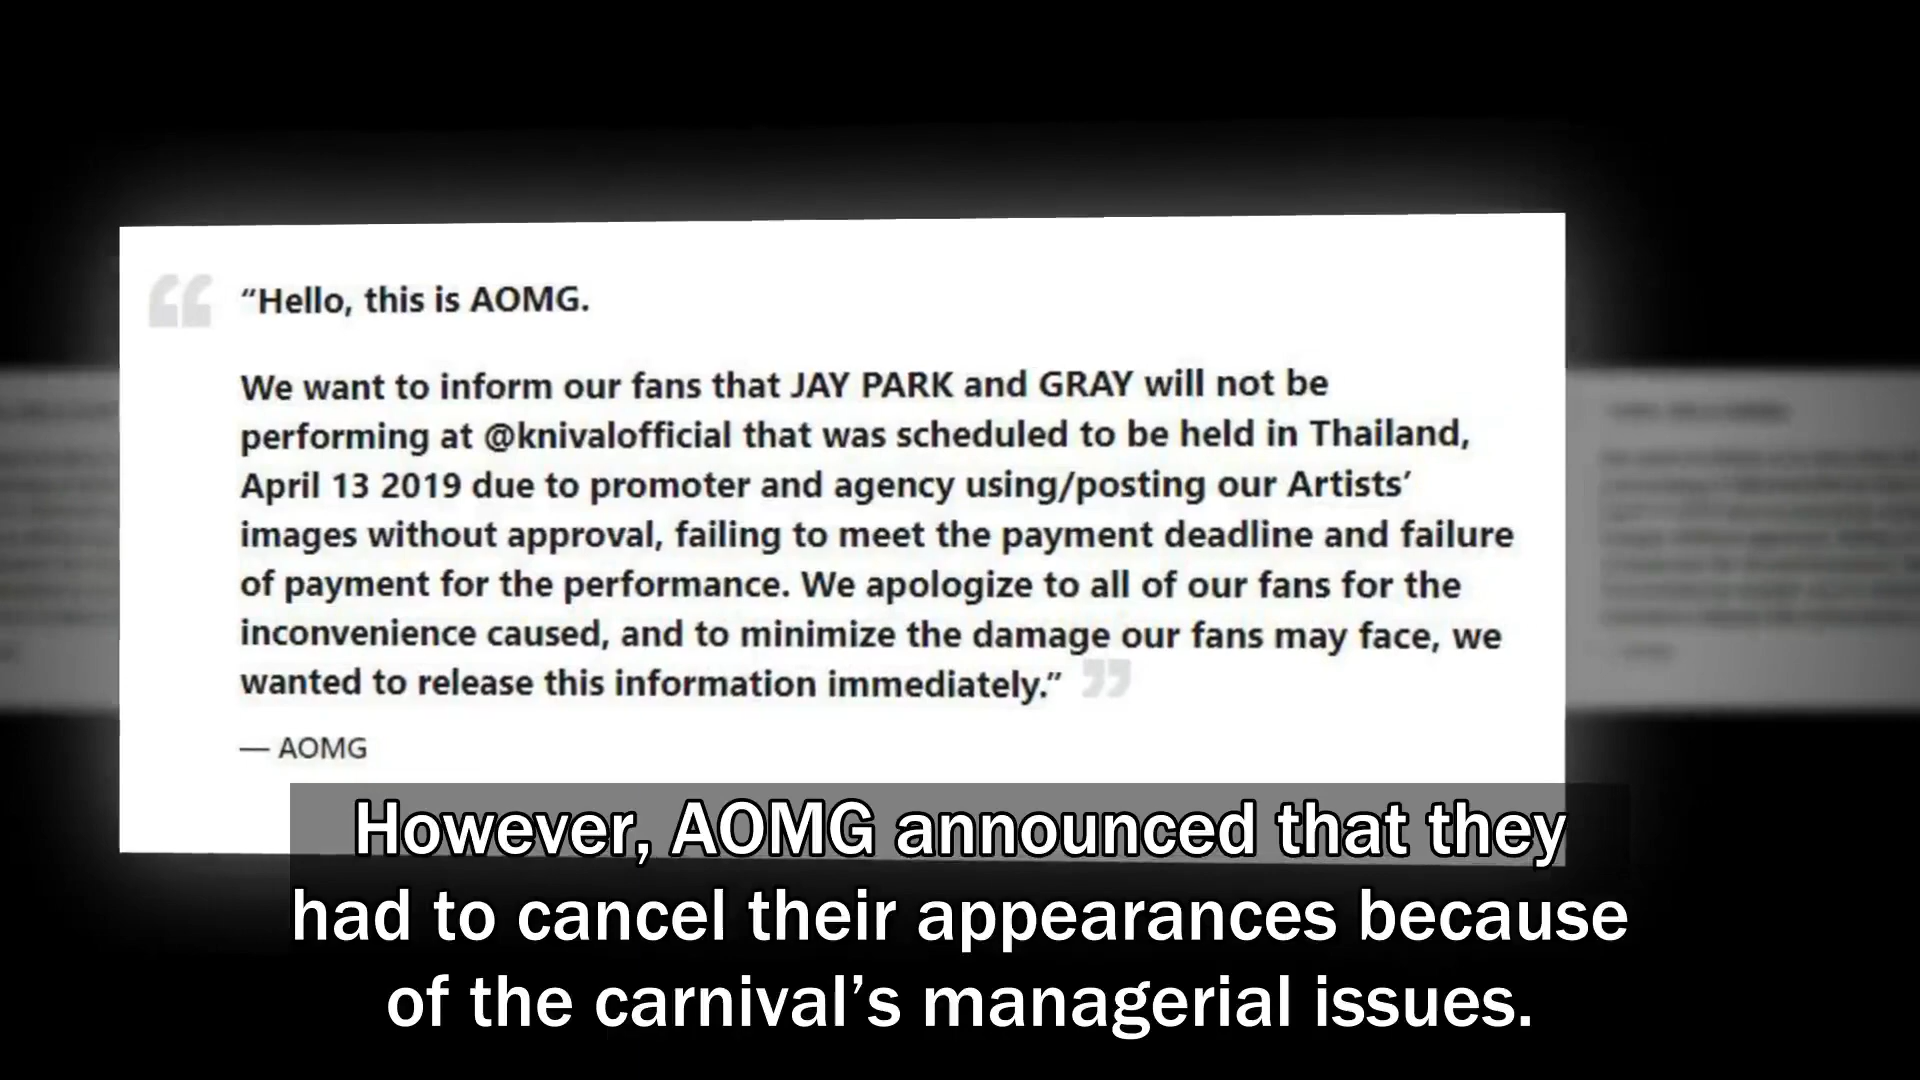 “Hello, this is AOMG.
We want to inform our fans that JAY PARK and GRAY will not be
performing at @knivalofficial that was scheduled to be held in Thailand,
April 13 2019 due to promoter and agency using/posting our Artists’
images without approval, failing to meet the payment deadline and failure
of payment for the performance. We apologize to all of our fans for the
inconvenience caused, and to minimize the damage our fans may face, we
wanted to release this information immediately.”
— AOMG
However, AOMG announced that they
had to cancel their appearances because
of the carnival’s managerial issues.